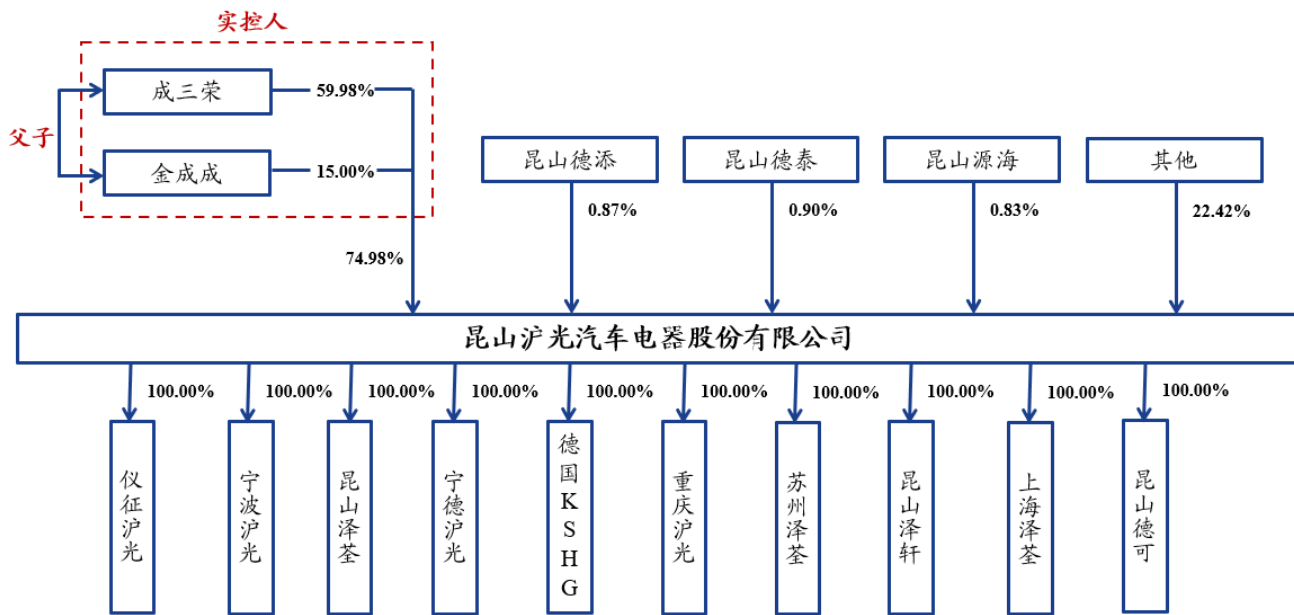 实控人
成三荣
59.98%
父子
金成成
15.00%
74.98%
昆山德添
昆山德泰
昆山源海
其他
0.87%
0.90%
0.83%
22.42%
昆山沪光汽车电器股份有限公司
100.00%
100.00%
100.00%
100.00%
100.00%
100.00%
100.00%
100.00%
100.00%
100.00%
仪征沪光
宁波沪光
昆山泽荃
宁德沪光
德国KSHG
重庆沪光
苏州泽荃
昆山泽轩
上海泽荃
昆山德可